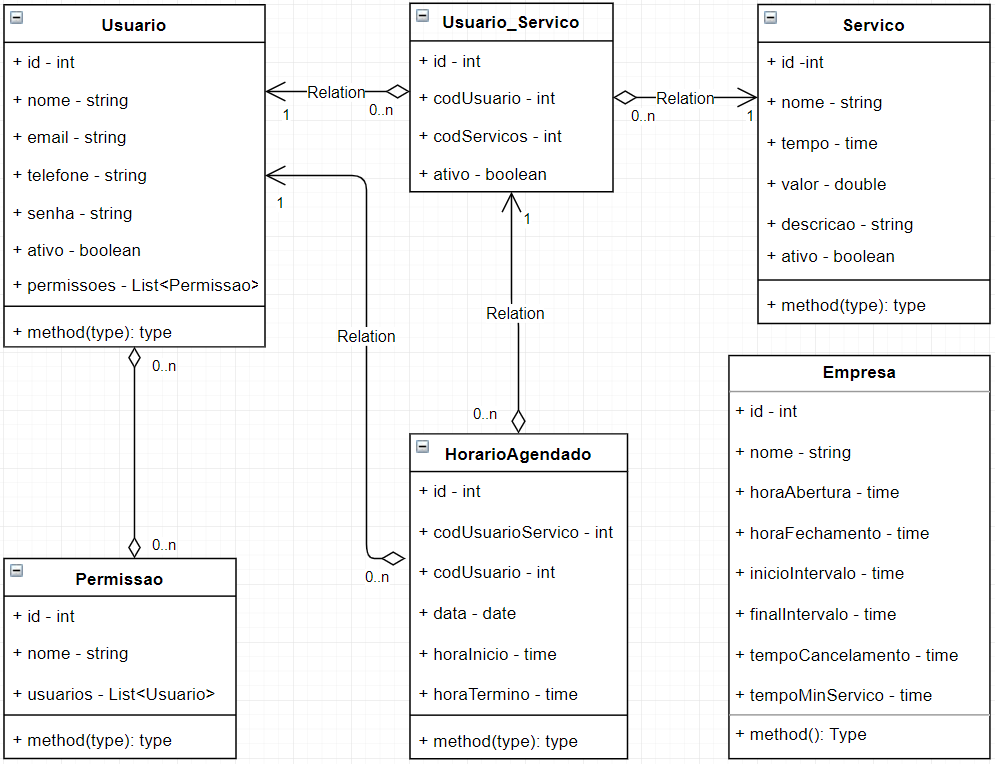 Usuario
+ id - int
+ nome - string
+ email - string
+ telefone - string
+ senha - string
+ ativo - boolean
+ permissoes - List<Permissao>
+ method(type): type
Relation
1
0..n
Usuario_Servico
+ id - int
+ codUsuario - int
+ codServicos - int
+ ativo - boolean
Relation
0..n
1
Servico
+ id -int
+ nome - string
+ tempo - time
+ valor - double
+ descricao - string
+ ativo - boolean
+ method(type): type
1
Relation
0..n
1
Relation
0..n
0..n
0..n
Permissao
+ id - int
+ nome - string
+ usuarios - List<Usuario>
+ method(type): type
HorarioAgendado
+ id - int
+ codUsuarioServico - int
+ codUsuario - int
+ data - date
+ horaInicio - time
+ horaTermino - time
+ method(type): type
Empresa
+ id - int
+ nome - string
+ horaAbertura - time
+ horaFechamento - time
+ inicioIntervalo - time
+ finalIntervalo - time
+ tempoCancelamento - time
+ tempoMinServico - time
+ method(): Type